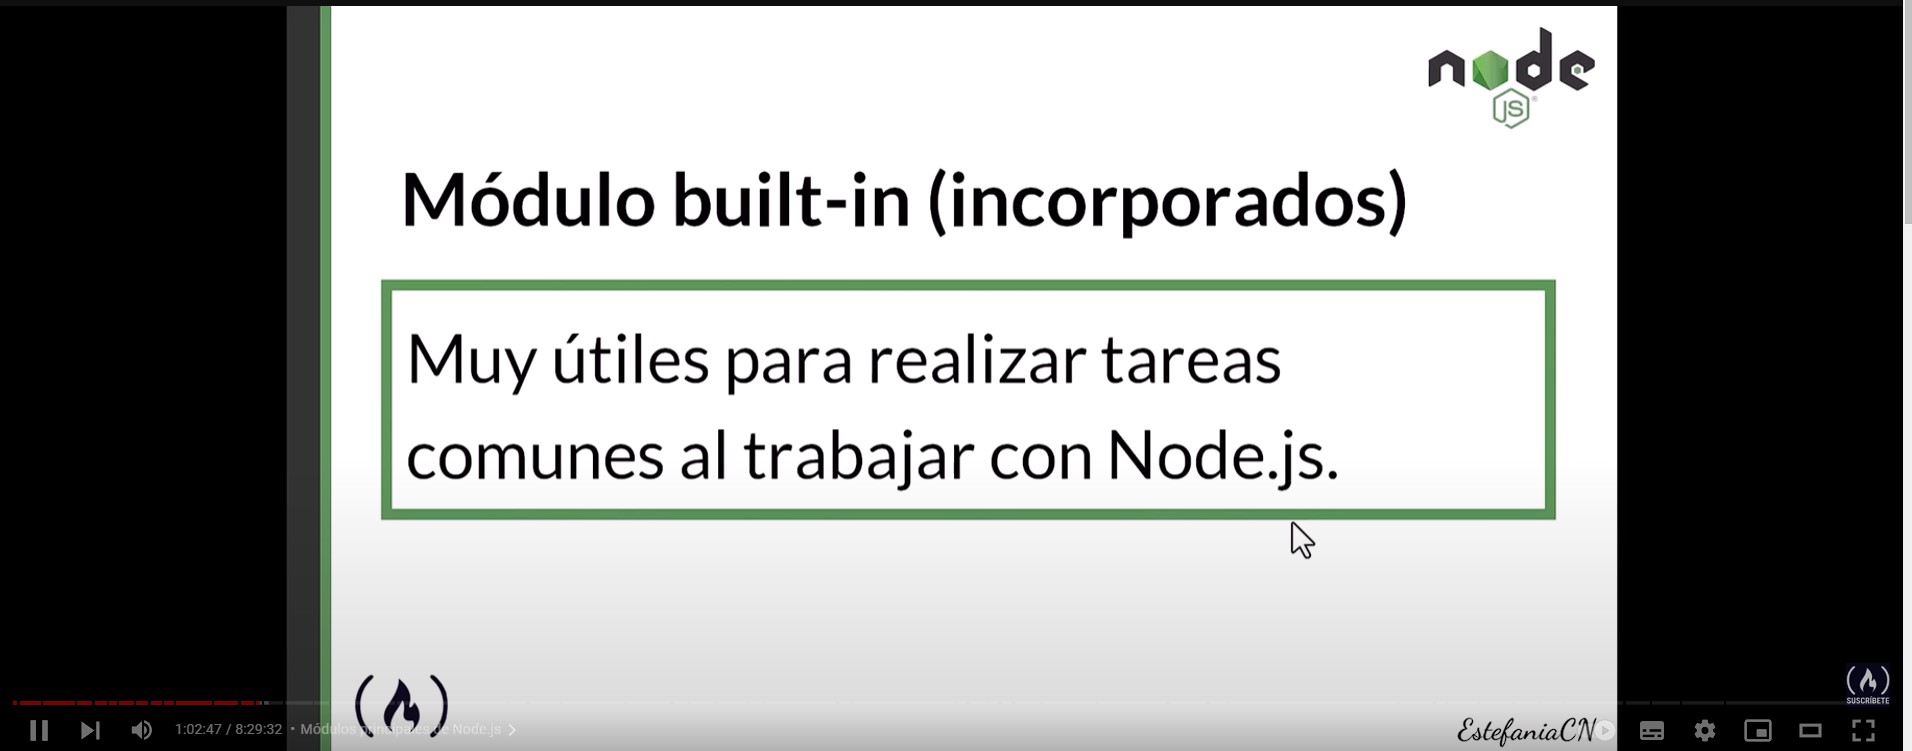 node
JS
Módulo built-in (incorporados)
Muy útiles para realizar tareas
comunes al trabajar con Node.js.
SUSCRÍBETE
1:02:47 / 8:29:32 • Módulos principales de Node.js
EstefaniaCN